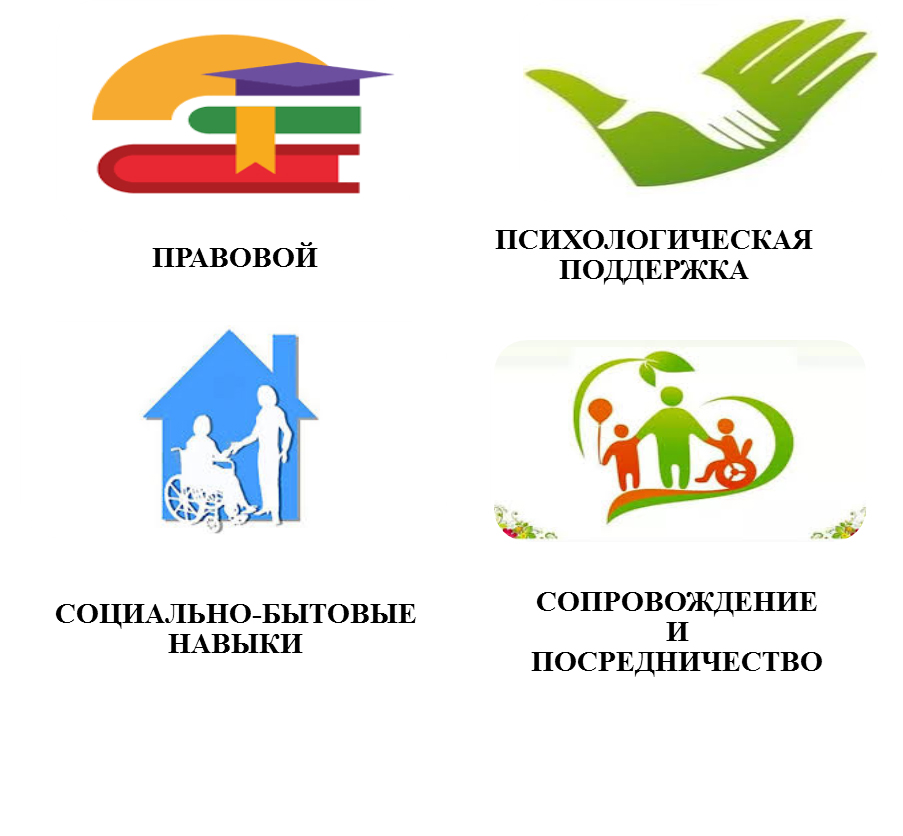 ПРАВОВОЙ
ПСИХОЛОГИЧЕСКАЯ
ПОДДЕРЖКА
СОЦИАЛЬНО-БЫТОВЫЕ
НАВЫКИ
СОПРОВОЖДЕНИЕ
И
ПОСРЕДНИЧЕСТВО